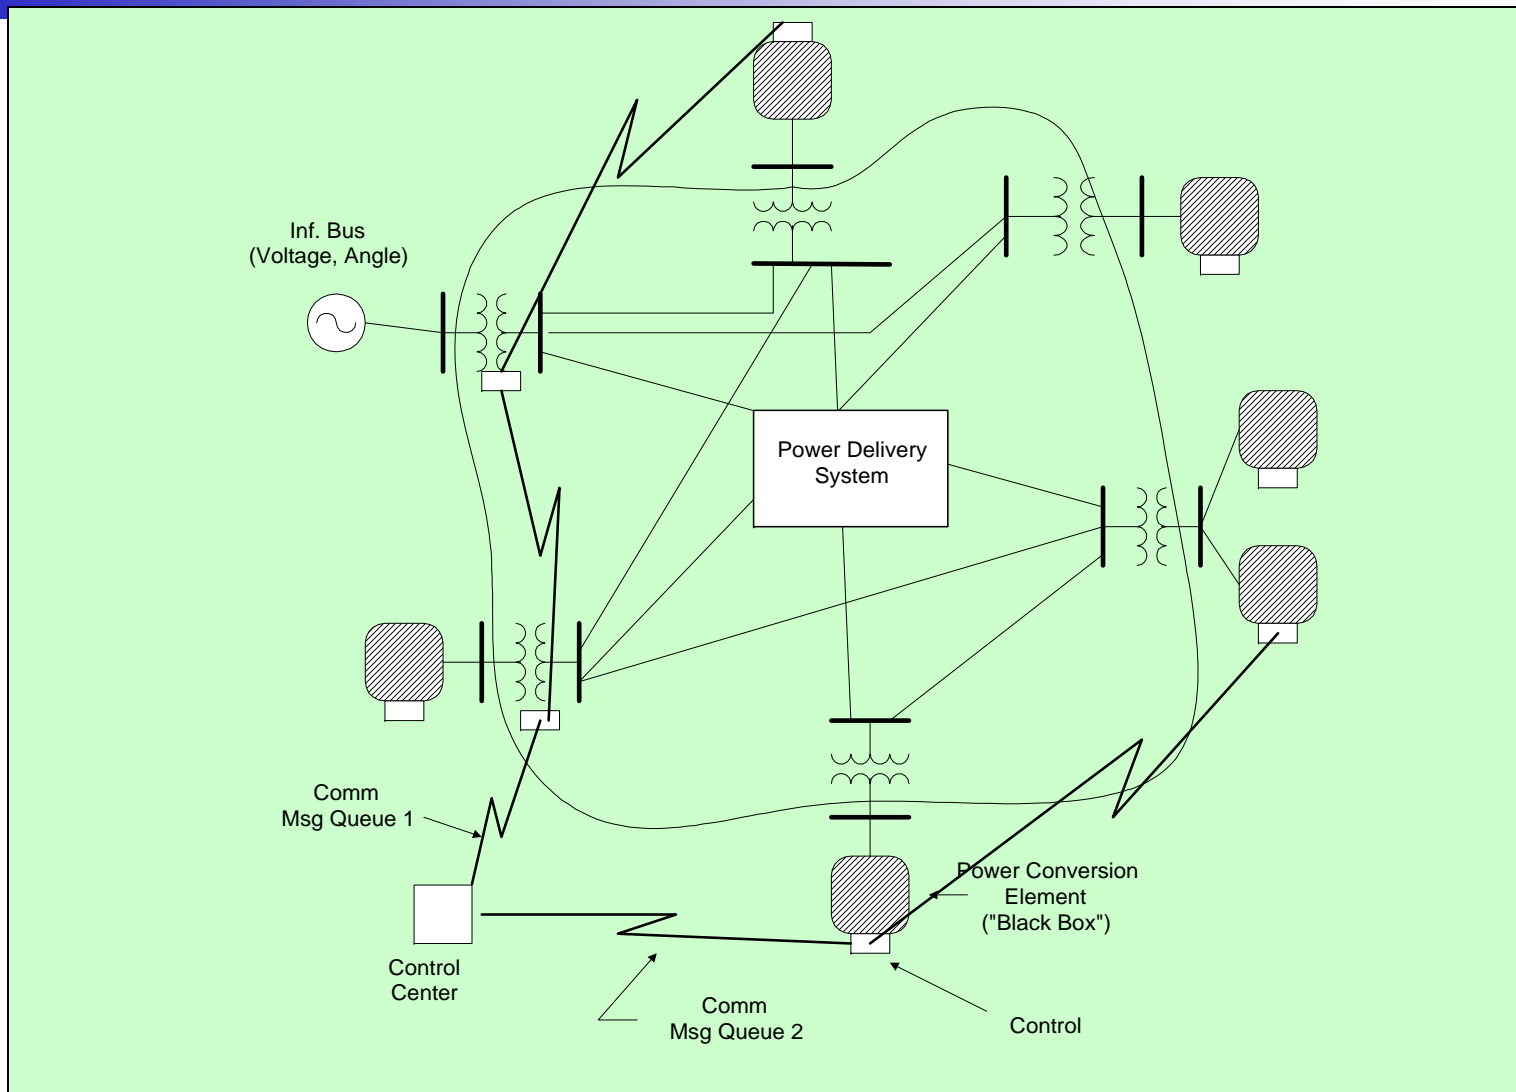 Inf. Bus
(Voltage, Angle)
Power Delivery
System
Comm
Msg Queue 1
Power Conversion
Element
("Black Box")
Control
Center
Comm
Msg Queue 2
Control